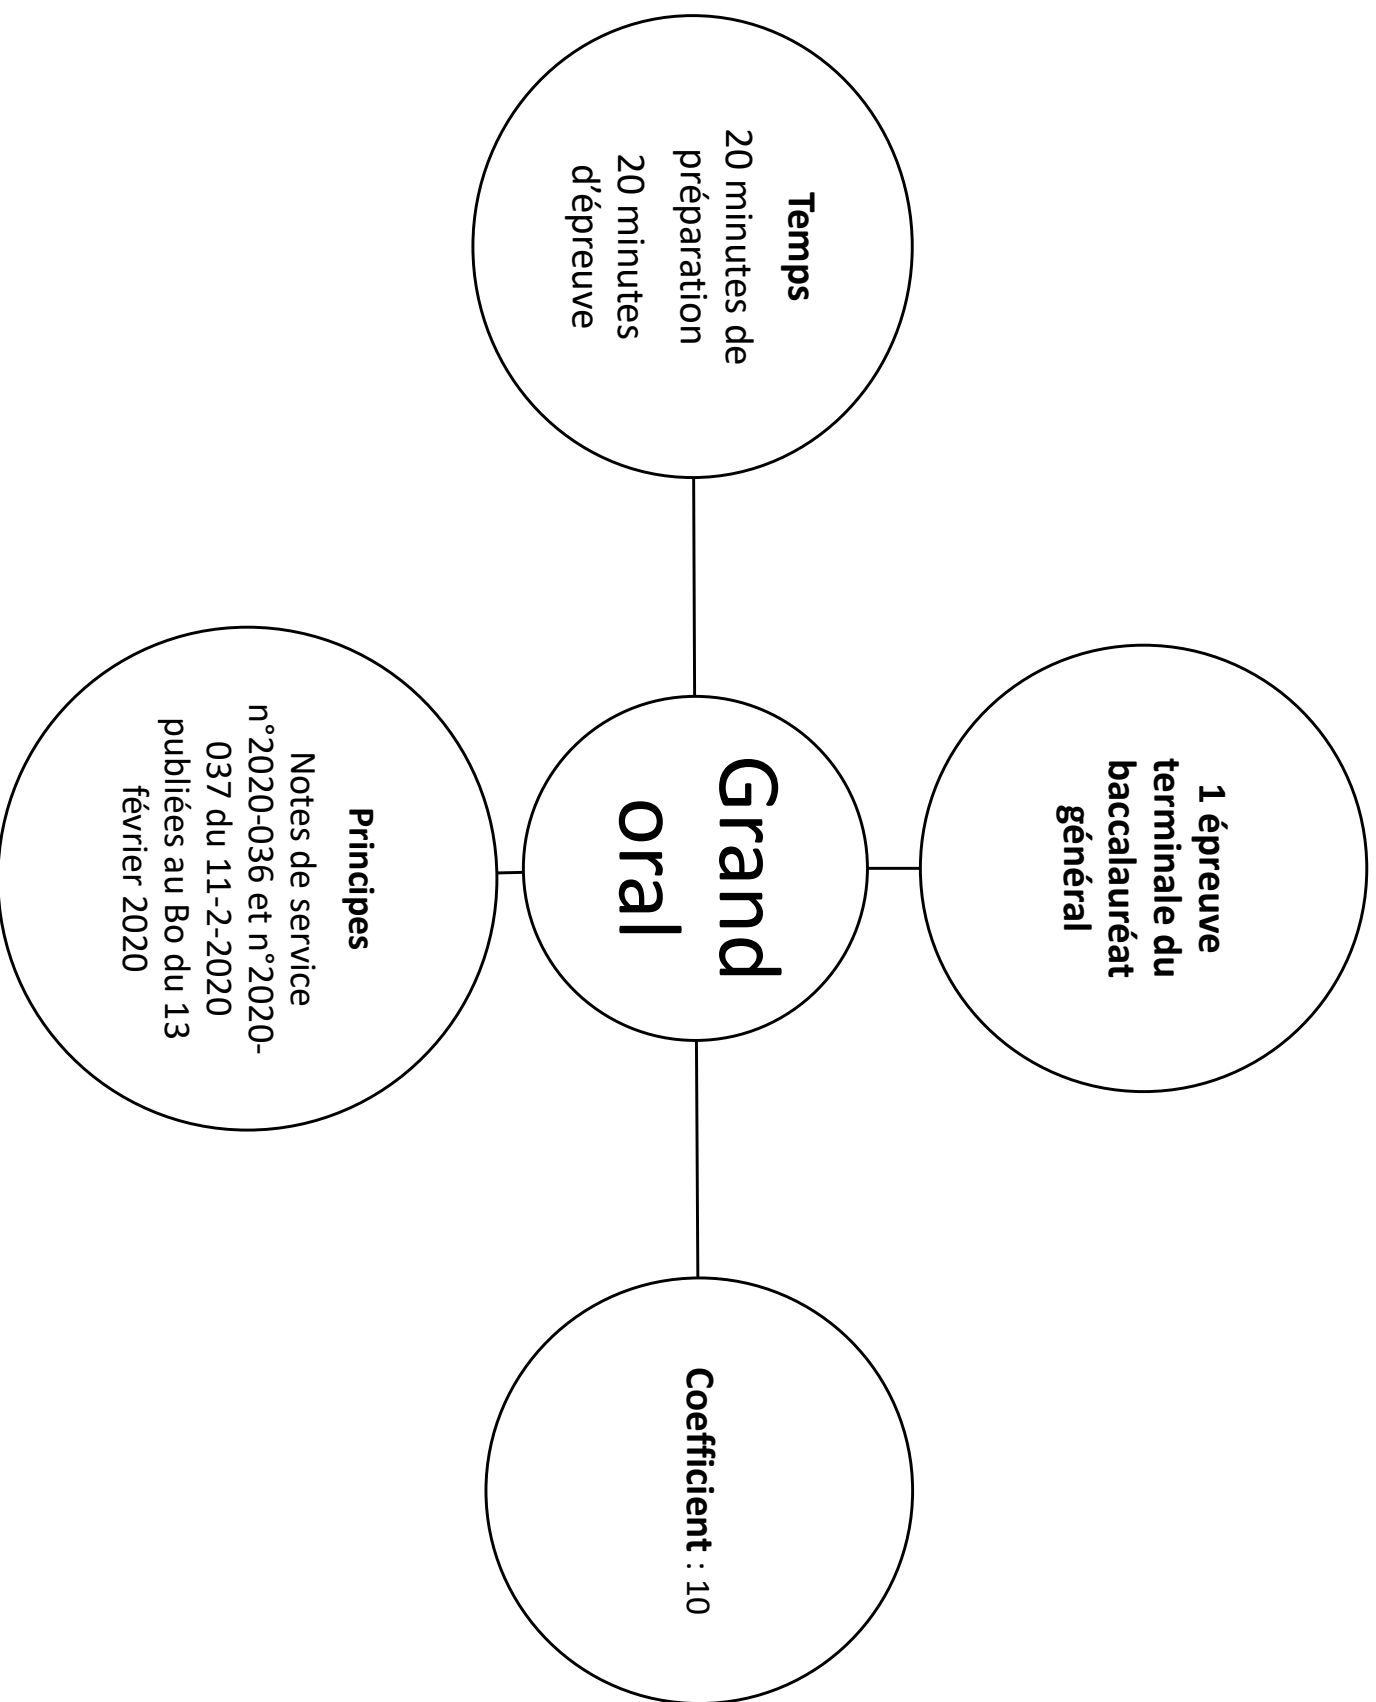 1 épreuve
terminale du
baccalauréat
général
Temps
20 minutes de
préparation
20 minutes
d'épreuve
Grand
oral
Coefficient : 10
Principes
Notes de service
n°2020-036 et n°2020-
037 du 11-2-2020
publiées au Bo du 13
février 2020